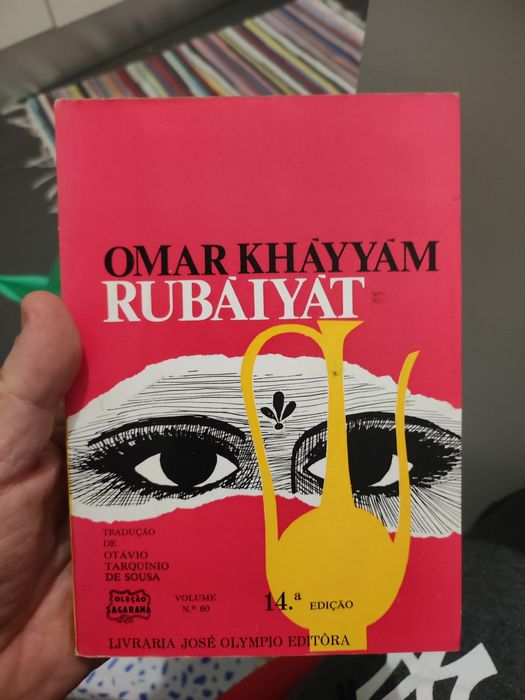 OMAR KHÁYYÁM
RUBÁIYÁT
TRADUÇÃO
DE
OTÁVIO
TARQUÍNIO
DE SOUSA
COLEÇÃO
SAGARANA
VOLUME
N.º 60
14.ª EDIÇÃO
LIVRARIA JOSÉ OLYMPIO EDITÔRA